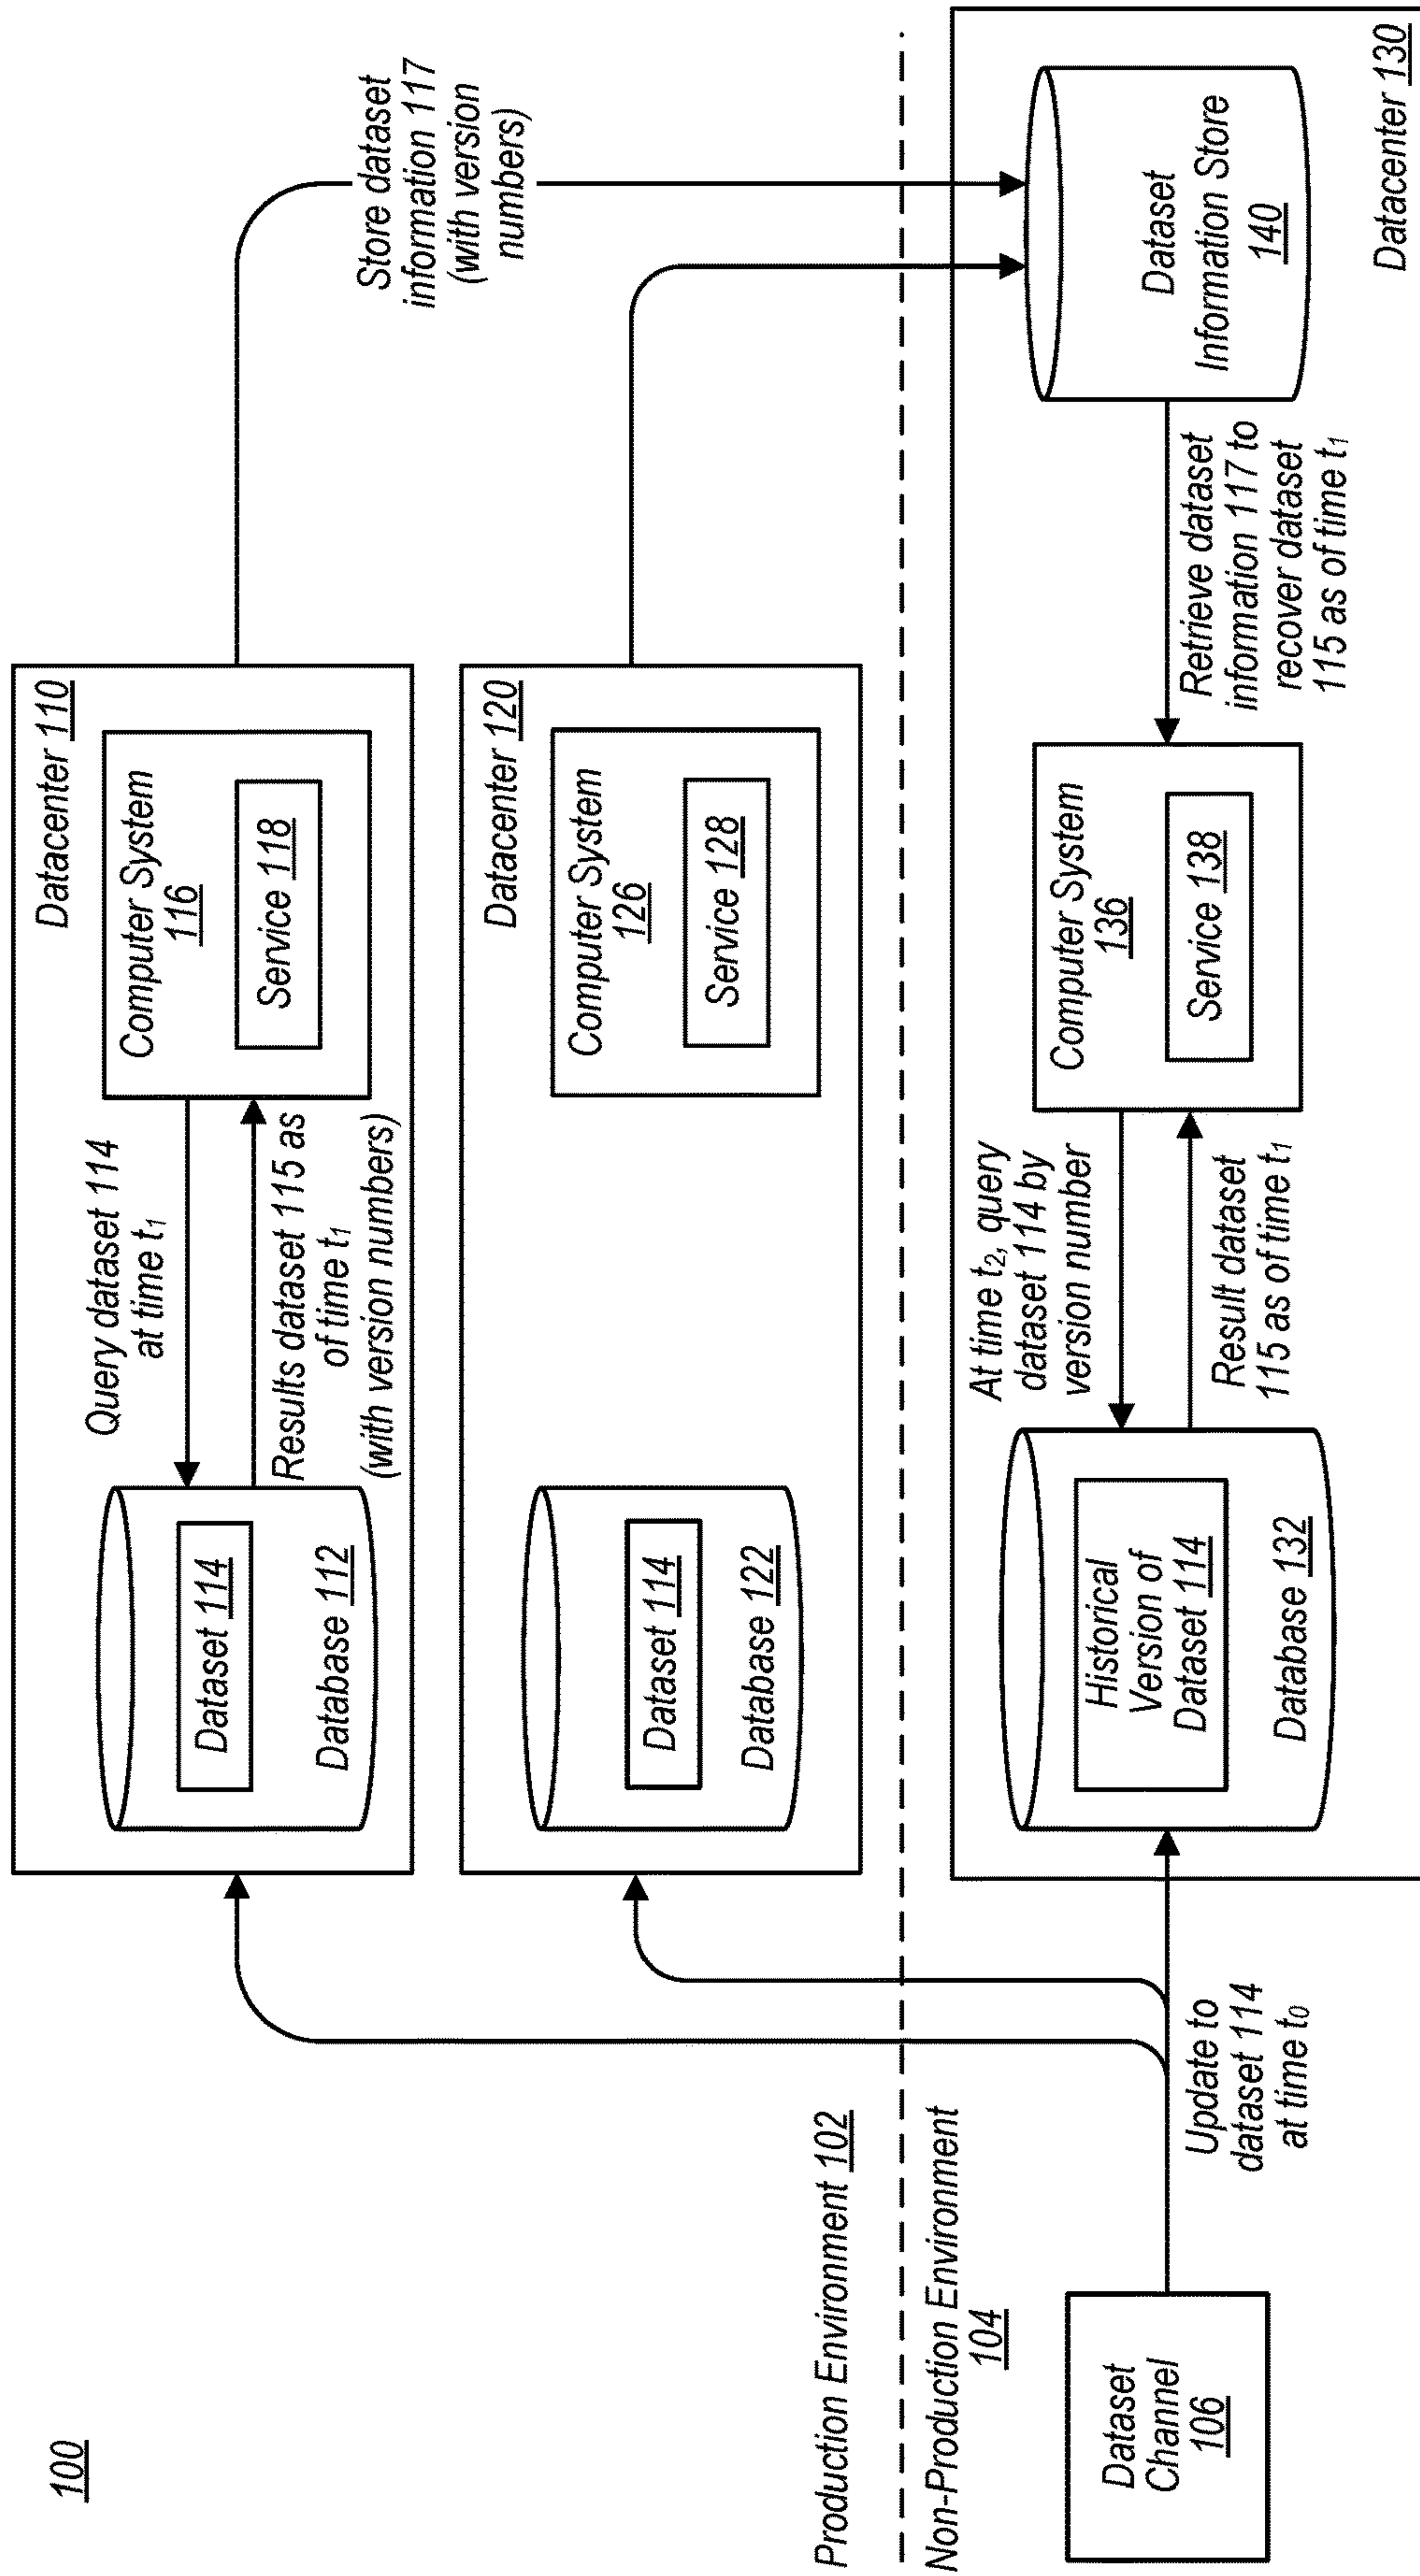 100
Datacenter 110
Query dataset 114
at time t1
Computer System
116
Dataset 114
Service 118
Results dataset 115 as
of time t1
(with version numbers)
Database 112
Store dataset
information 117
(with version
numbers)
Datacenter 120
Computer System
126
Dataset 114
Service 128
Database 122
Production Environment 102
Non-Production Environment
104
Dataset
Channel
106
Update to
dataset 114
at time t0
Historical
Version of
Dataset 114
Database 132
At time t2, query
dataset 114 by
version number
Result dataset
115 as of time t1
Computer System
136
Service 138
Retrieve dataset
information 117 to
recover dataset
115 as of time t1
Dataset
Information Store
140
Datacenter 130